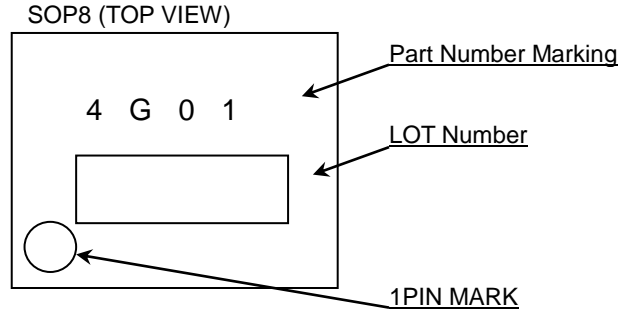 SOP8 (TOP VIEW)
Part Number Marking
4 G 0 1
LOT Number
1PIN MARK